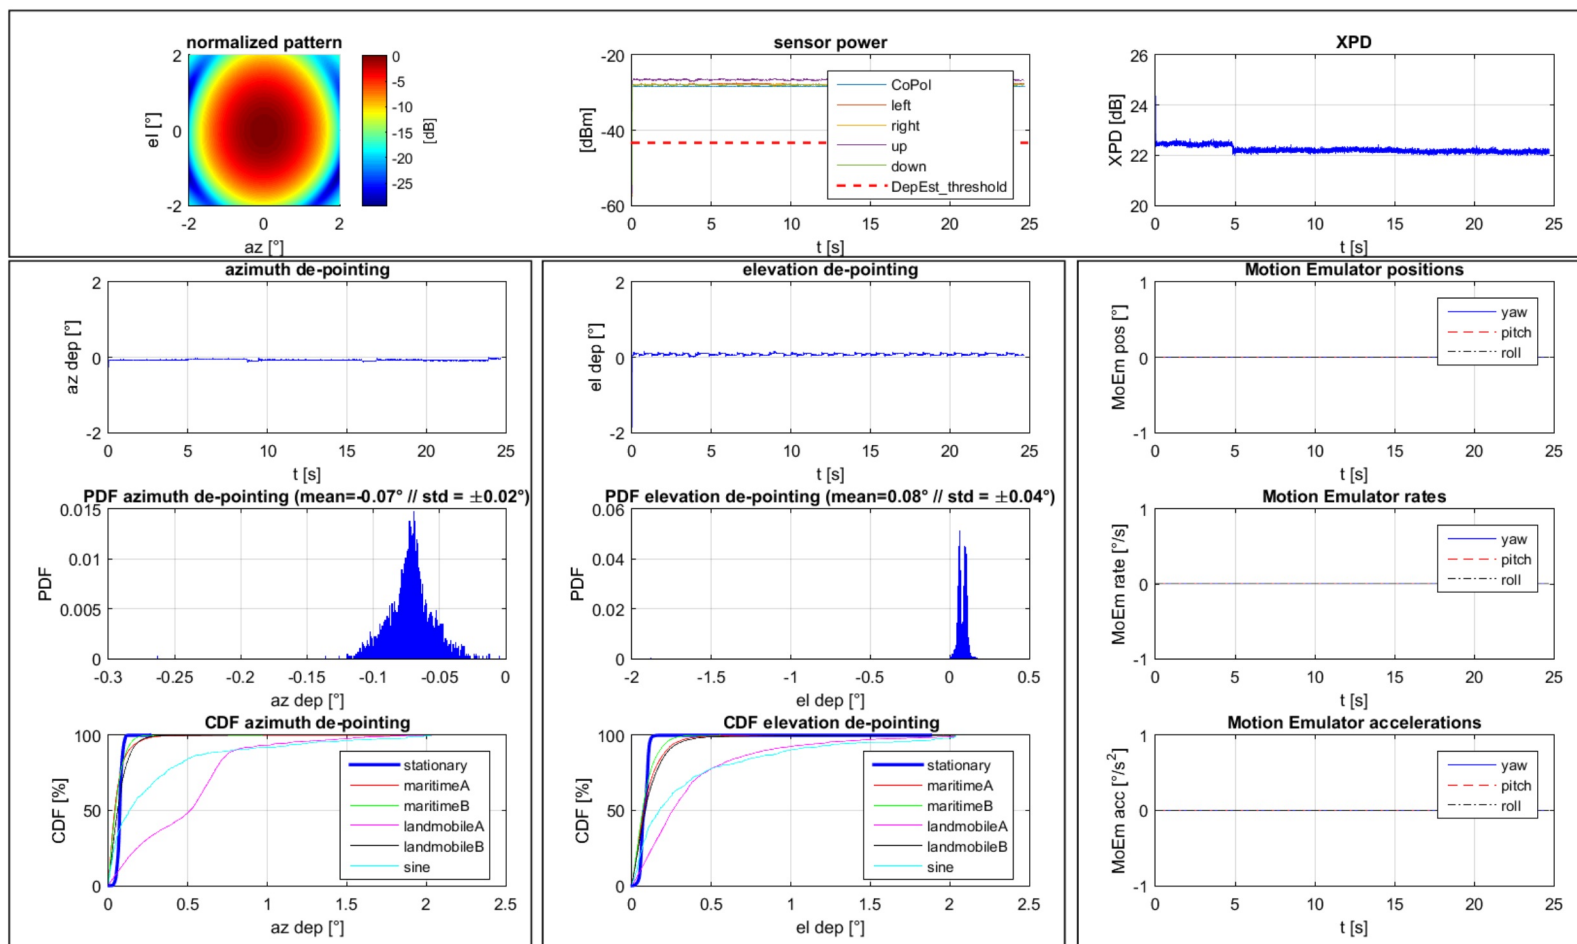 normalized pattern
2
0
-2
el [°]
-2 0 2
az [°]
0
-5
-10
-15
-20
-25
[dB]
sensor power
-20
-40
-60
[dBm]
CoPol
left
right
up
down
DepEst_threshold
0 5 10 15 20 25
t [s]
XPD
26
24
22
20
XPD [dB]
0 5 10 15 20 25
t [s]
azimuth de-pointing
2
0
-2
az dep [°]
0 5 10 15 20 25
t [s]
PDF azimuth de-pointing (mean=-0.07° // std = ±0.02°)
0.015
0.01
0.005
0
PDF
-0.3 -0.25 -0.2 -0.15 -0.1 -0.05 0
az dep [°]
CDF azimuth de-pointing
100
50
0
CDF [%]
stationary
maritimeA
maritimeB
landmobileA
landmobileB
sine
0 0.5 1 1.5 2 2.5
az dep [°]
elevation de-pointing
2
0
-2
el dep [°]
0 5 10 15 20 25
t [s]
PDF elevation de-pointing (mean=0.08° // std = ±0.04°)
0.06
0.04
0.02
0
PDF
-2 -1.5 -1 -0.5 0 0.5
el dep [°]
CDF elevation de-pointing
100
50
0
CDF [%]
stationary
maritimeA
maritimeB
landmobileA
landmobileB
sine
0 0.5 1 1.5 2 2.5
el dep [°]
Motion Emulator positions
1
0
-1
MoEm pos [°]
yaw
pitch
roll
0 5 10 15 20 25
t [s]
Motion Emulator rates
1
0
-1
MoEm rate [°/s]
yaw
pitch
roll
0 5 10 15 20 25
t [s]
Motion Emulator accelerations
1
0
-1
MoEm acc [°/s²]
yaw
pitch
roll
0 5 10 15 20 25
t [s]